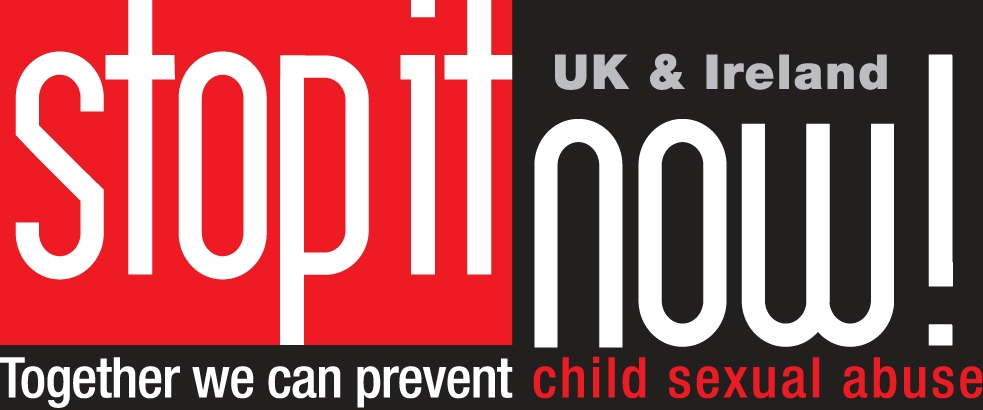 stop it
UK & Ireland
now!
Together we can prevent child sexual abuse